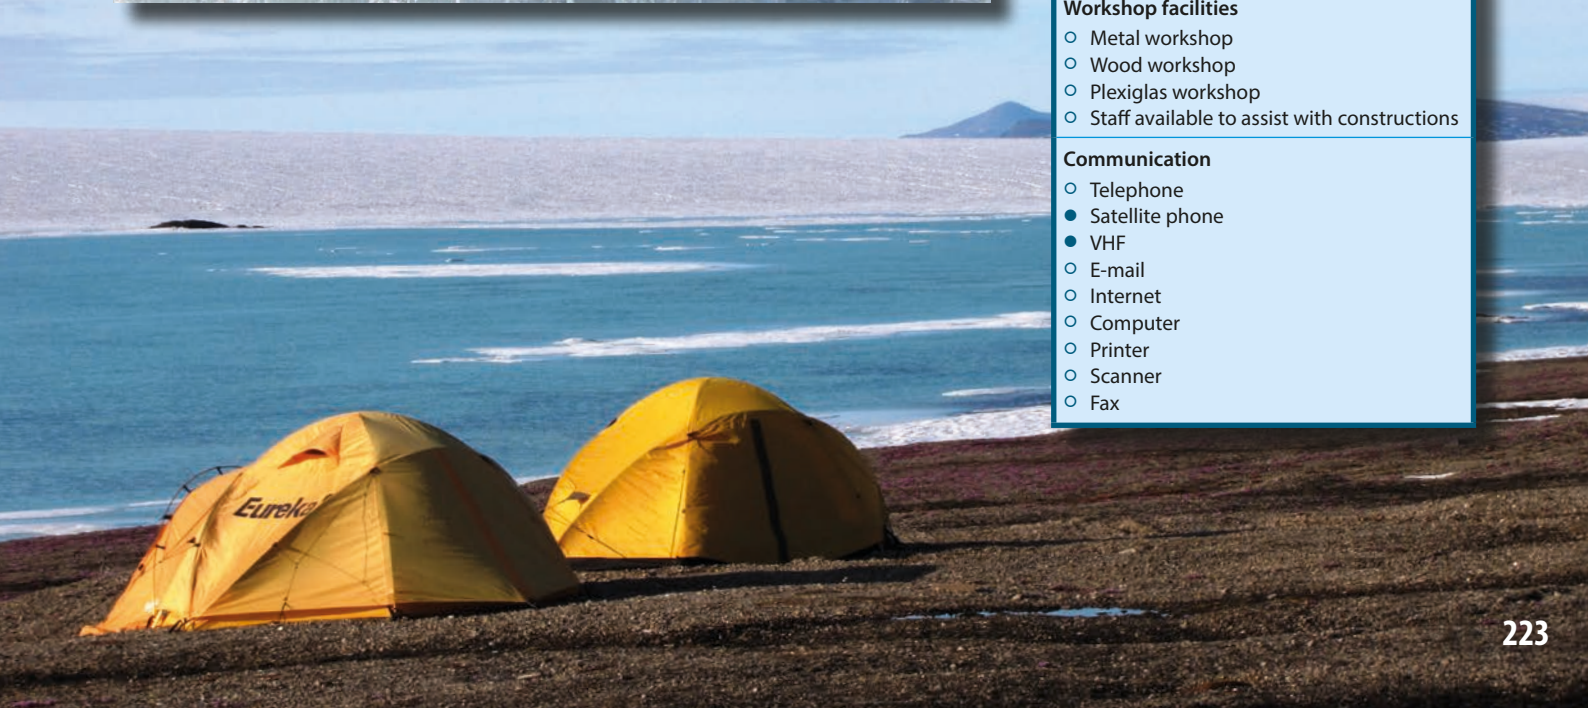 Workshop facilities
○ Metal workshop
○ Wood workshop
○ Plexiglas workshop
○ Staff available to assist with constructions
Communication
○ Telephone
● Satellite phone
● VHF
○ E-mail
○ Internet
○ Computer
○ Printer
○ Scanner
○ Fax
Eureka
223